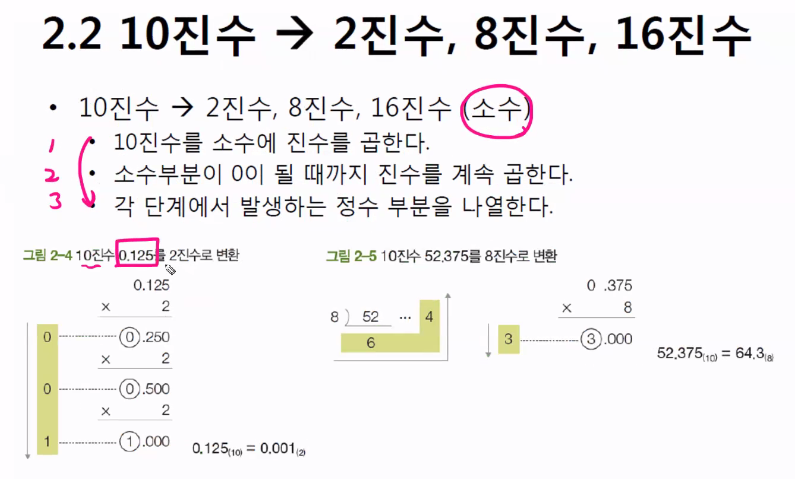 2.2 10진수 → 2진수, 8진수, 16진수
• 10진수 → 2진수, 8진수, 16진수 (소수)
1 • 10진수를 소수에 진수를 곱한다.
2 • 소수부분이 0이 될 때까지 진수를 계속 곱한다.
3 • 각 단계에서 발생하는 정수 부분을 나열한다.
그림 2-4 10진수 0.125를 2진수로 변환
0.125
× 2
0 0.250
× 2
0 0.500
× 2
1 1.000
0.125(10) = 0.001(2)
그림 2-5 10진수 52.375를 8진수로 변환
8 ) 52 ··· 4
6
0 .375
× 8
3 3.000
52.375(10) = 64.3(8)